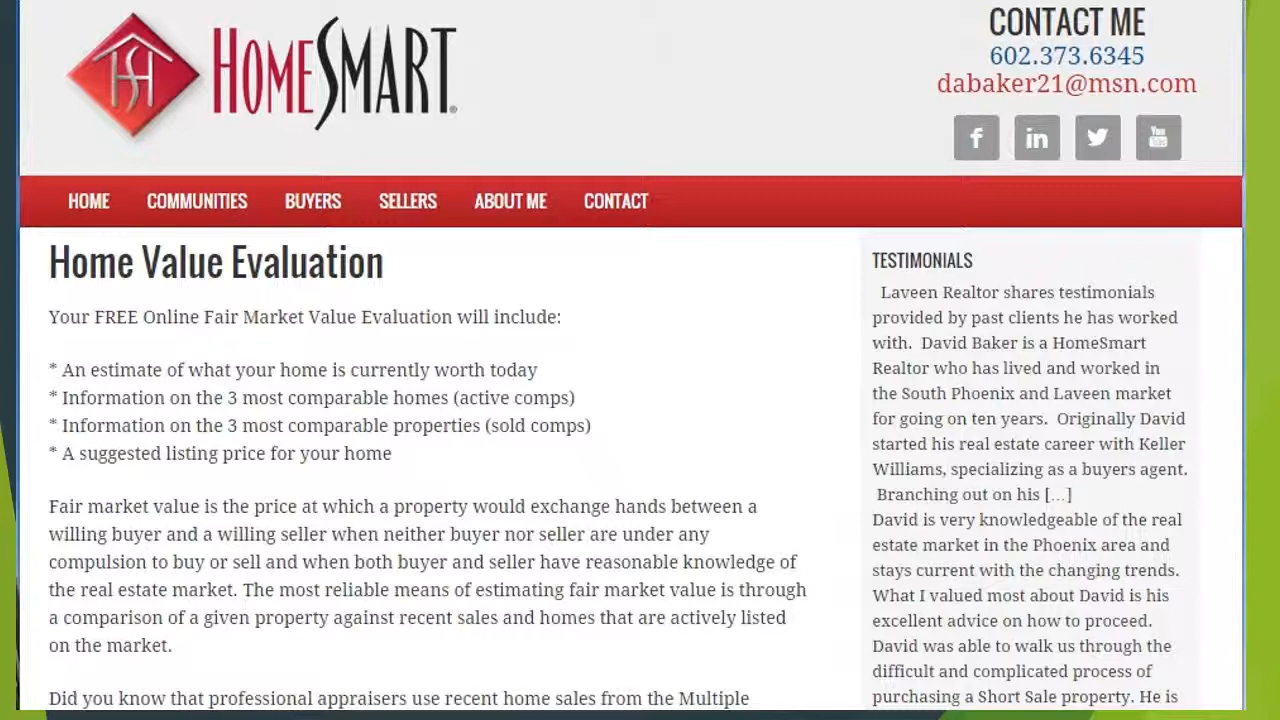 HOMESMART
CONTACT ME
602.373.6345
dabaker21@msn.com
HOME COMMUNITIES BUYERS SELLERS ABOUT ME CONTACT
Home Value Evaluation
Your FREE Online Fair Market Value Evaluation will include:
* An estimate of what your home is currently worth today
* Information on the 3 most comparable homes (active comps)
* Information on the 3 most comparable properties (sold comps)
* A suggested listing price for your home
Fair market value is the price at which a property would exchange hands between a
willing buyer and a willing seller when neither buyer nor seller are under any
compulsion to buy or sell and when both buyer and seller have reasonable knowledge of
the real estate market. The most reliable means of estimating fair market value is through
a comparison of a given property against recent sales and homes that are actively listed
on the market.
Did you know that professional appraisers use recent home sales from the Multiple
TESTIMONIALS
Laveen Realtor shares testimonials
provided by past clients he has worked
with. David Baker is a HomeSmart
Realtor who has lived and worked in
the South Phoenix and Laveen market
for going on ten years. Originally David
started his real estate career with Keller
Williams, specializing as a buyers agent.
Branching out on his [...]
David is very knowledgeable of the real
estate market in the Phoenix area and
stays current with the changing trends.
What I valued most about David is his
excellent advice on how to proceed.
David was able to walk us through the
difficult and complicated process of
purchasing a Short Sale property. He is